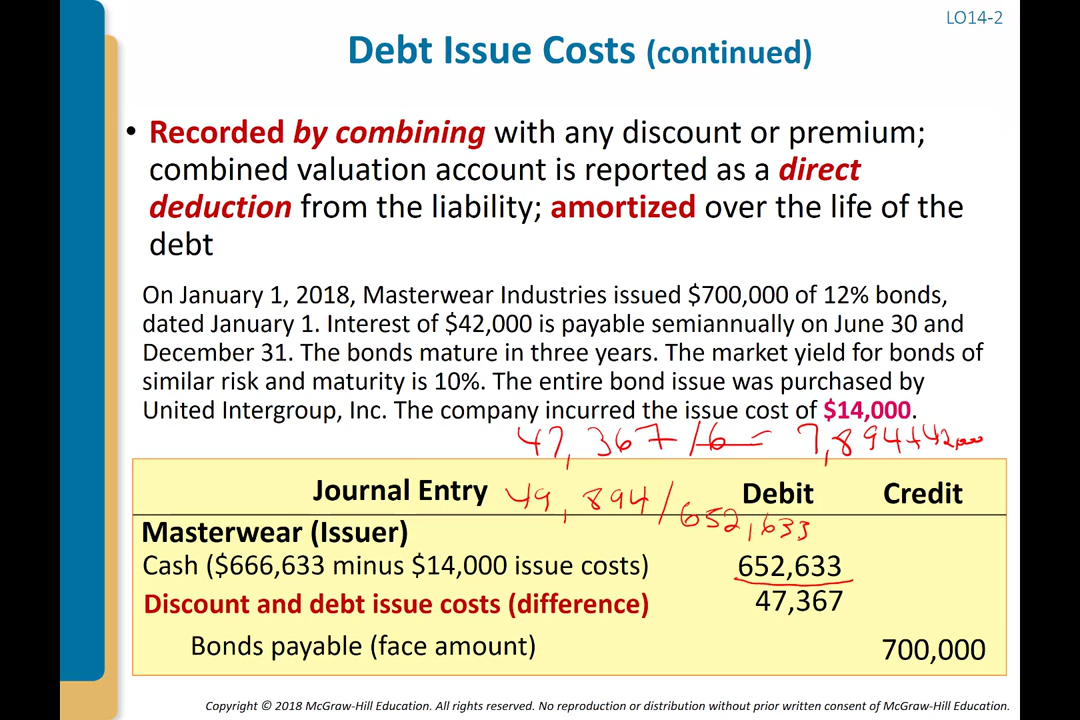 LO14-2
Debt Issue Costs (continued)
• Recorded by combining with any discount or premium;
combined valuation account is reported as a direct
deduction from the liability; amortized over the life of the
debt
On January 1, 2018, Masterwear Industries issued $700,000 of 12% bonds,
dated January 1. Interest of $42,000 is payable semiannually on June 30 and
December 31. The bonds mature in three years. The market yield for bonds of
similar risk and maturity is 10%. The entire bond issue was purchased by
United Intergroup, Inc. The company incurred the issue cost of $14,000.
47,367/6 = 7,894+42,000
Journal Entry 49,894/652,633 Debit Credit
Masterwear (Issuer)
Cash ($666,633 minus $14,000 issue costs) 652,633
Discount and debt issue costs (difference) 47,367
Bonds payable (face amount) 700,000
Copyright © 2018 McGraw-Hill Education. All rights reserved. No reproduction or distribution without prior written consent of McGraw-Hill Education.